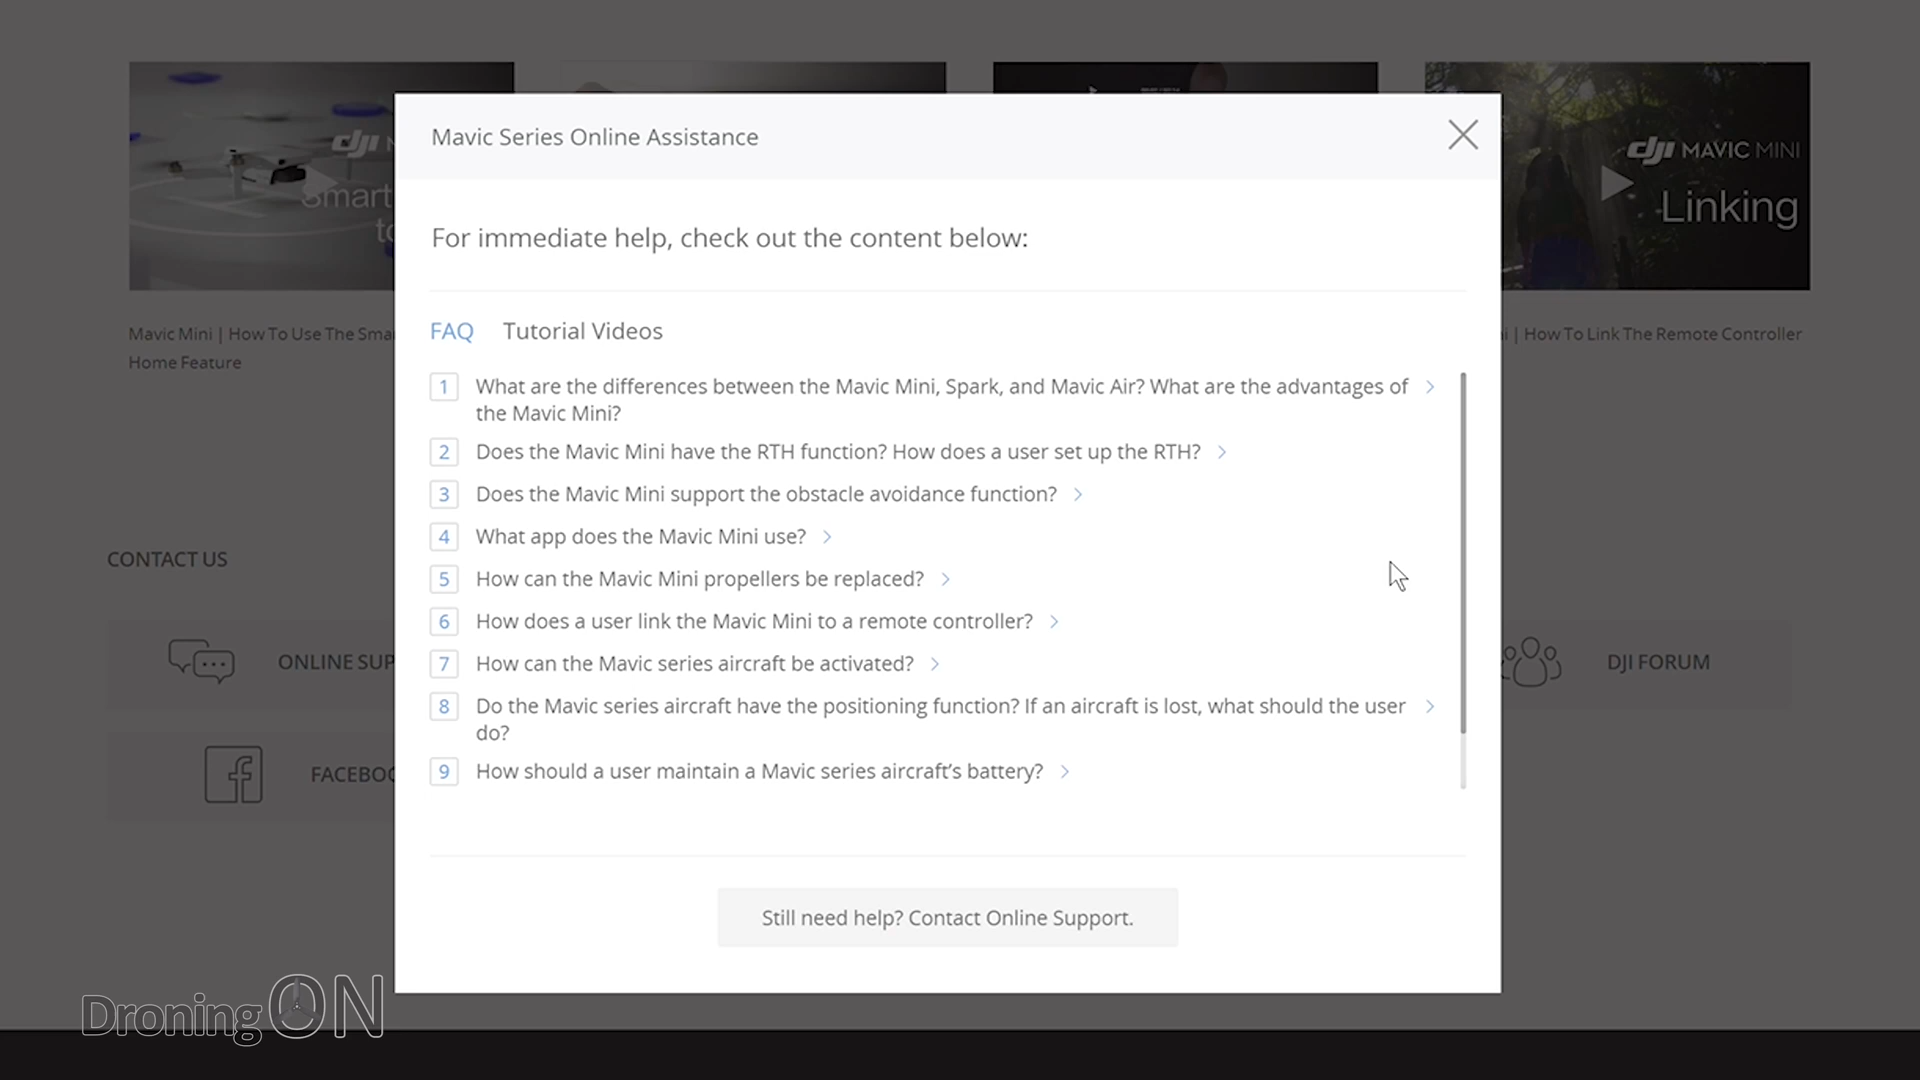 Mavic Series Online Assistance
For immediate help, check out the content below:
FAQ Tutorial Videos
1 What are the differences between the Mavic Mini, Spark, and Mavic Air? What are the advantages of
the Mavic Mini?
2 Does the Mavic Mini have the RTH function? How does a user set up the RTH?
3 Does the Mavic Mini support the obstacle avoidance function?
4 What app does the Mavic Mini use?
5 How can the Mavic Mini propellers be replaced?
6 How does a user link the Mavic Mini to a remote controller?
7 How can the Mavic series aircraft be activated?
8 Do the Mavic series aircraft have the positioning function? If an aircraft is lost, what should the user
do?
9 How should a user maintain a Mavic series aircraft's battery?
Still need help? Contact Online Support.
dji
Smart
to
Mavic Mini | How To Use The Sma
Home Feature
dji MAVIC MINI
Linking
| How To Link The Remote Controller
CONTACT US
ONLINE SUP
DJI FORUM
FACEBO
DroningON